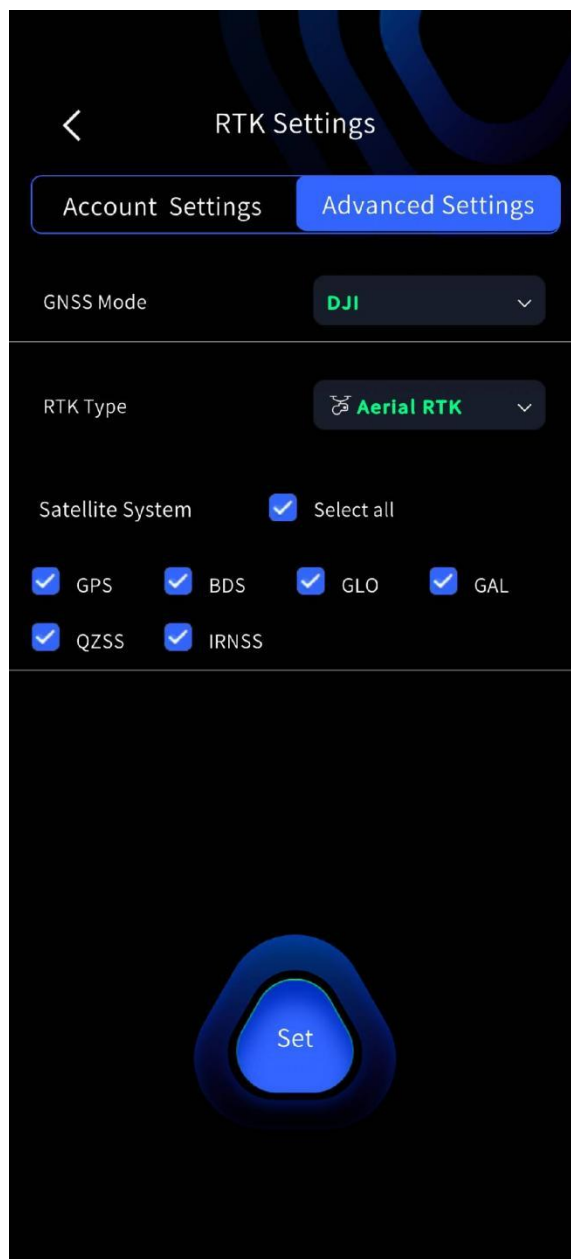 RTK Settings
Account Settings Advanced Settings
GNSS Mode DJI
RTK Type Aerial RTK
Satellite System Select all
GPS BDS GLO GAL
QZSS IRNSS
Set